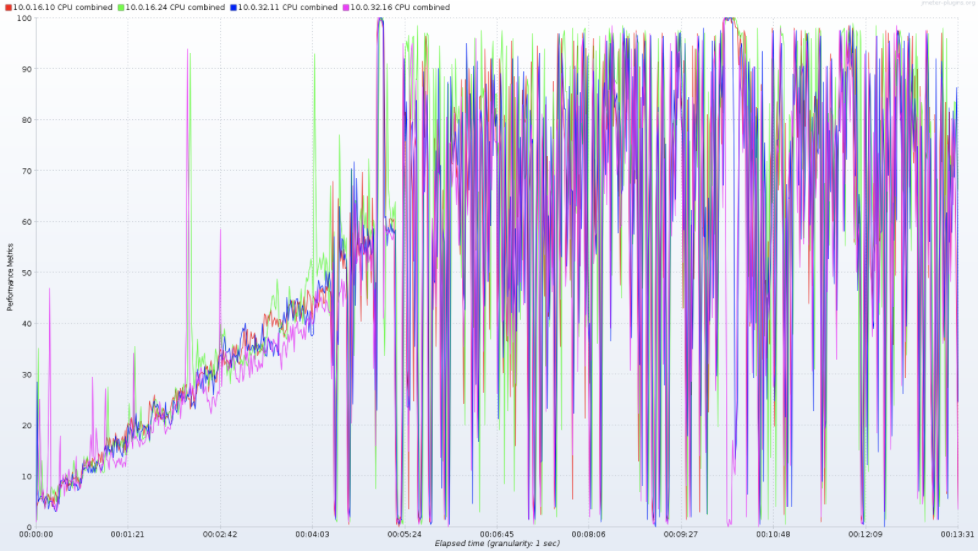 jmeter-plugins.org
10.0.16.10 CPU combined 10.0.16.24 CPU combined 10.0.32.11 CPU combined 10.0.32.16 CPU combined
100
90
80
70
60
50
40
30
20
10
0
Performance Metrics
00:00:00 00:01:21 00:02:42 00:04:03 00:05:24 00:06:45 00:08:06 00:09:27 00:10:48 00:12:09 00:13:31
Elapsed time (granularity: 1 sec)